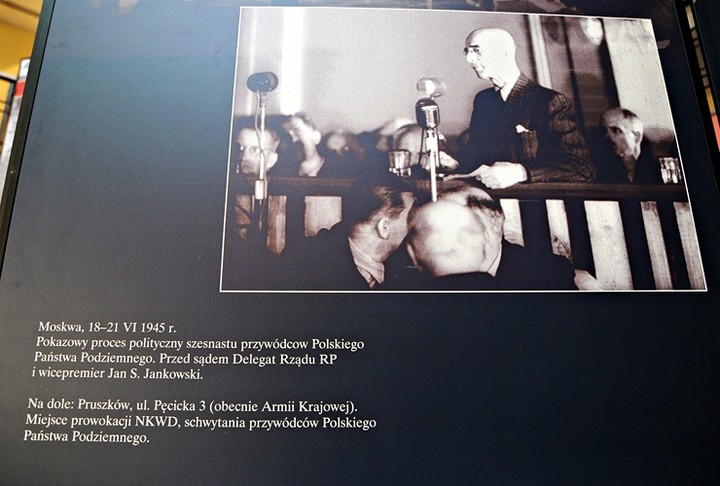 Moskwa, 18–21 VI 1945 r.
Pokazowy proces polityczny szesnastu przywódcow Polskiego
Państwa Podziemnego. Przed sądem Delegat Rządu RP
i wicepremier Jan S. Jankowski.
Na dole: Pruszków, ul. Pęcicka 3 (obecnie Armii Krajowej).
Miejsce prowokacji NKWD, schwytania przywódców Polskiego
Państwa Podziemnego.